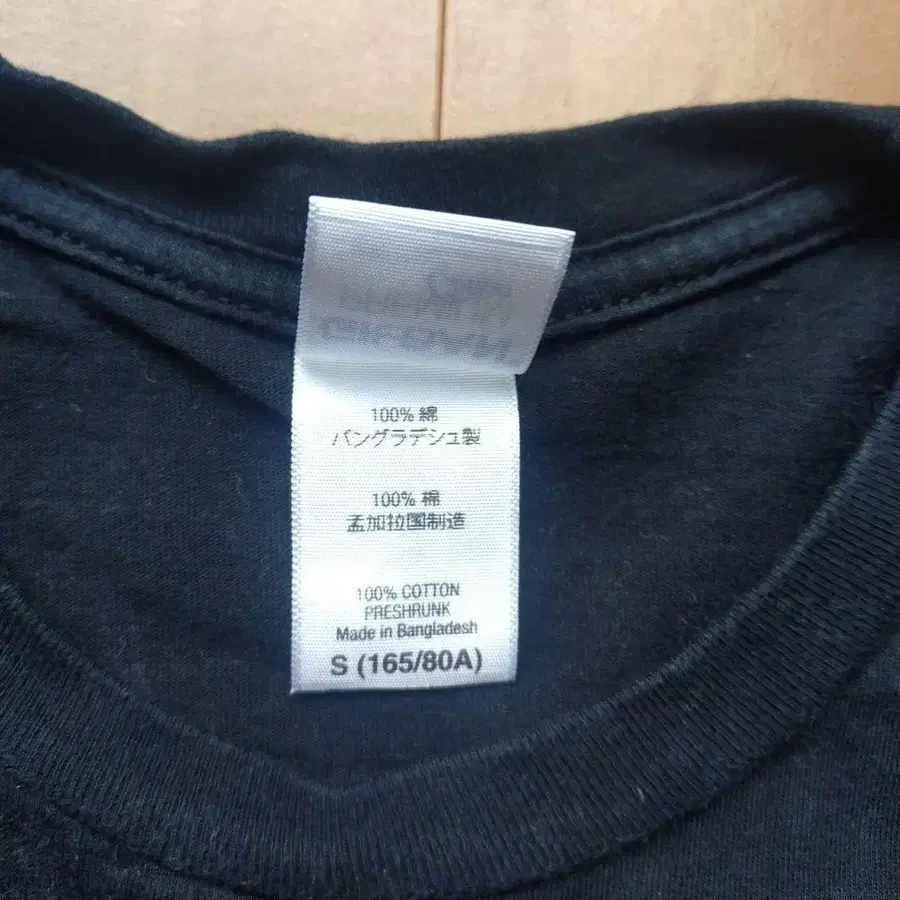 100% 綿
バングラデシュ製
100% 棉
孟加拉国制造
100% COTTON
PRESHRUNK
Made in Bangladesh
S (165/80A)